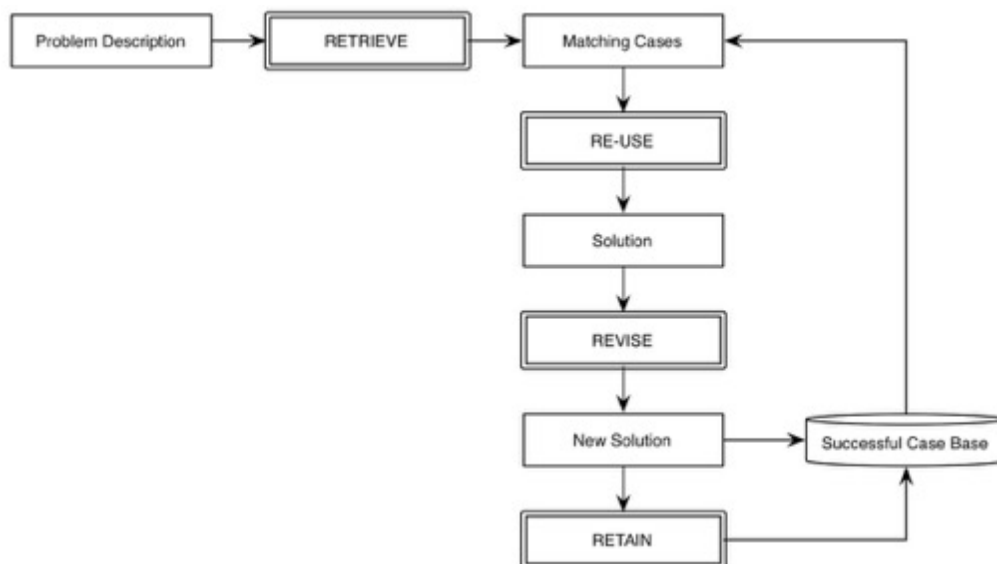 Problem Description
RETRIEVE
Matching Cases
RE-USE
Solution
REVISE
New Solution
Successful Case Base
RETAIN